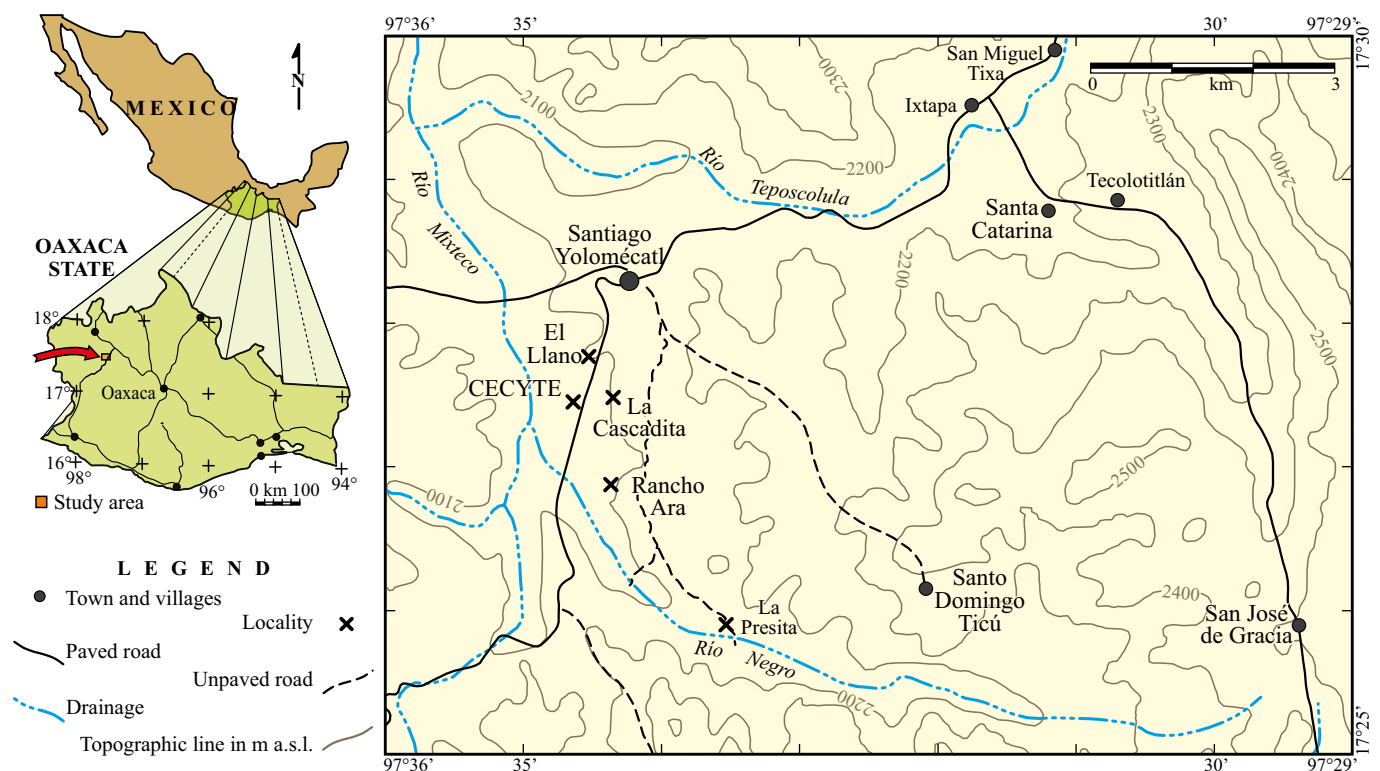 MEXICO
N
OAXACA
STATE
18°
17°
16°
98°
96°
94°
Oaxaca
0 km 100
Study area
LEGEND
Town and villages
Locality
Paved road
Unpaved road
Drainage
Topographic line in m a.s.l.
97°36'
35'
30'
97°29'
17°30'
0
km
3
San Miguel
Tixa
Ixtapa
2300
2100
2200
2300
2400
Río
Teposcolula
Río
Mixteco
Tecolotitlán
Santa
Catarina
Santiago
Yolomécatl
2200
2500
El
Llano
CECYTE
La
Cascadita
Rancho
Ara
2100
2500
Santo
Domingo
Ticú
2400
San José
de Gracia
La
Presita
Río
Negro
2200
17°25'
97°36'
35'
30'
97°29'